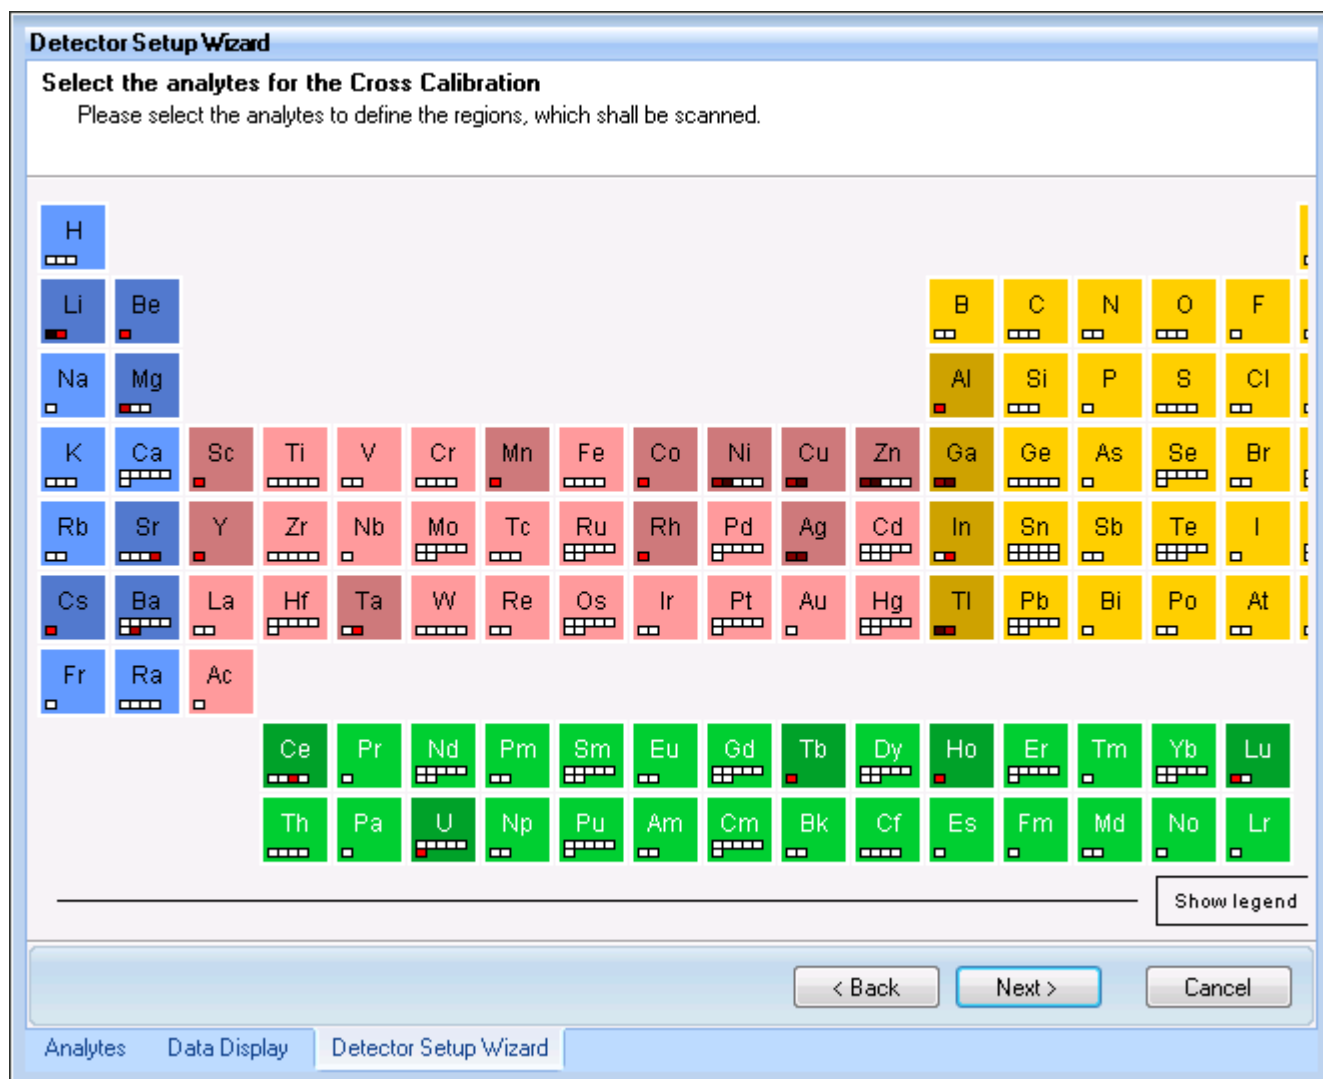 Detector Setup Wizard
Select the analytes for the Cross Calibration
Please select the analytes to define the regions, which shall be scanned.
H
Li Be B C N O F
Na Mg Al Si P S Cl
K Ca Sc Ti V Cr Mn Fe Co Ni Cu Zn Ga Ge As Se Br
Rb Sr Y Zr Nb Mo Tc Ru Rh Pd Ag Cd In Sn Sb Te I
Cs Ba La Hf Ta W Re Os Ir Pt Au Hg Tl Pb Bi Po At
Fr Ra Ac
Ce Pr Nd Pm Sm Eu Gd Tb Dy Ho Er Tm Yb Lu
Th Pa U Np Pu Am Cm Bk Cf Es Fm Md No Lr
Show legend
< Back Next > Cancel
Analytes Data Display Detector Setup Wizard